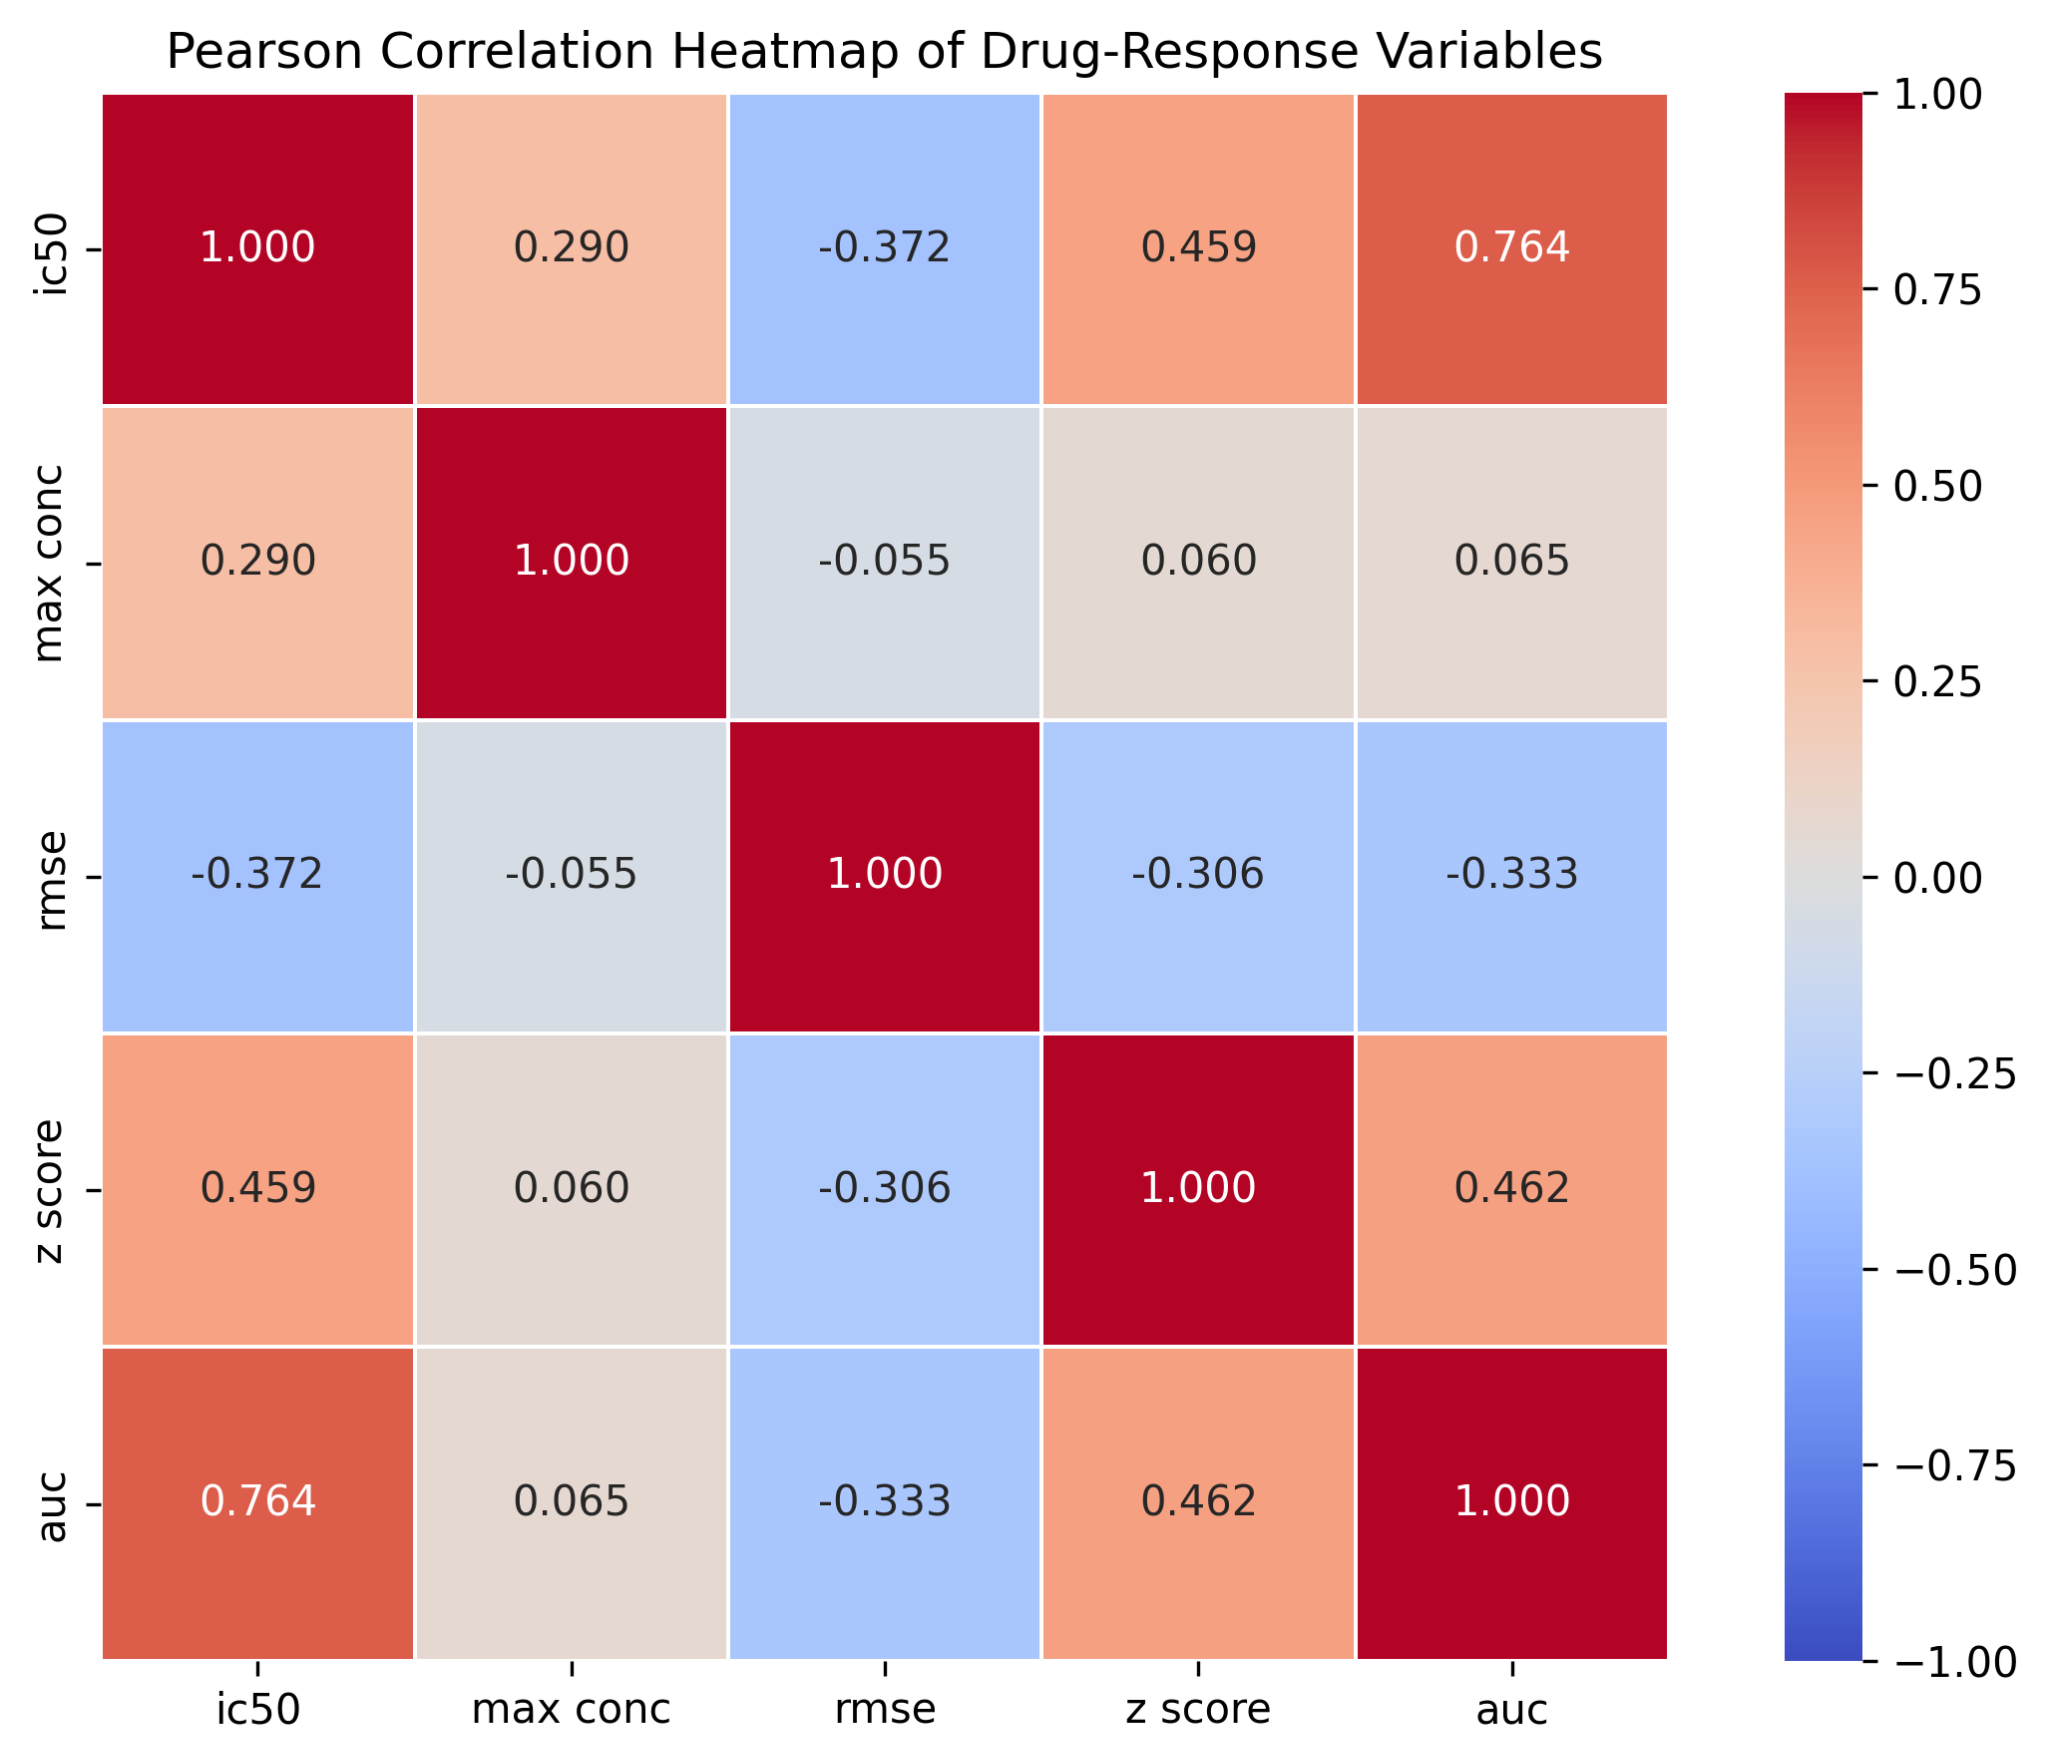 Pearson Correlation Heatmap of Drug-Response Variables
ic50
1.000 0.290 -0.372 0.459 0.764
max conc
0.290 1.000 -0.055 0.060 0.065
rmse
-0.372 -0.055 1.000 -0.306 -0.333
z score
0.459 0.060 -0.306 1.000 0.462
auc
0.764 0.065 -0.333 0.462 1.000
ic50 max conc rmse z score auc
1.00
0.75
0.50
0.25
0.00
−0.25
−0.50
−0.75
−1.00